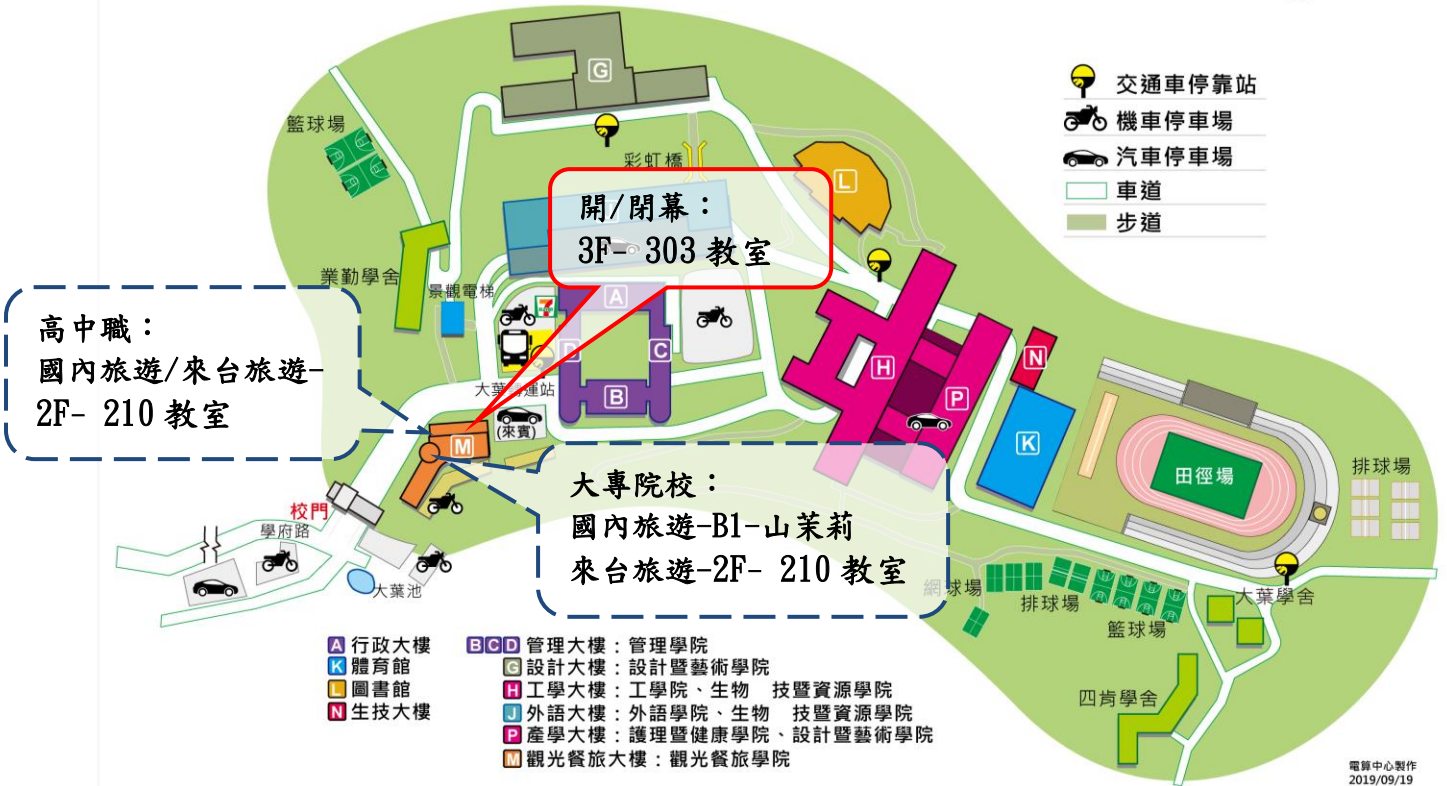 G
交通車停靠站
機車停車場
汽車停車場
車道
步道
籃球場
彩虹橋
L
開/閉幕：
3F- 303 教室
業勤學舍
景觀電梯
A
7
高中職：
國內旅遊/來台旅遊-
2F- 210 教室
D
C
H
N
P
B
大葉
運站
(來賓)
M
K
田徑場
排球場
大專院校：
國內旅遊-B1-山茉莉
來台旅遊-2F- 210 教室
校門
學府路
大葉池
網球場
排球場
籃球場
大葉學舍
四肯學舍
A 行政大樓
K 體育館
L 圖書館
N 生技大樓
BCD 管理大樓：管理學院
G 設計大樓：設計暨藝術學院
H 工學大樓：工學院、生物 技暨資源學院
J 外語大樓：外語學院、生物 技暨資源學院
P 產學大樓：護理暨健康學院、設計暨藝術學院
M 觀光餐旅大樓：觀光餐旅學院
電算中心製作
2019/09/19